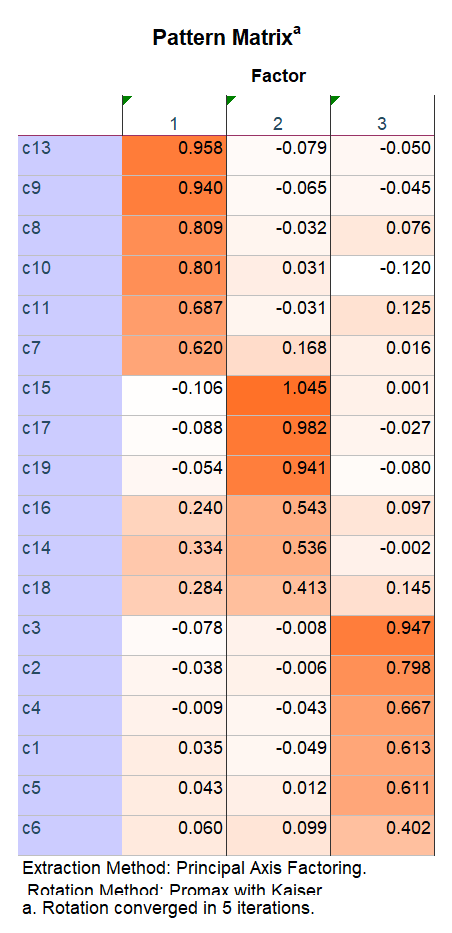 Pattern Matrixa
Factor
1 2 3
c13 0.958 -0.079 -0.050
c9 0.940 -0.065 -0.045
c8 0.809 -0.032 0.076
c10 0.801 0.031 -0.120
c11 0.687 -0.031 0.125
c7 0.620 0.168 0.016
c15 -0.106 1.045 0.001
c17 -0.088 0.982 -0.027
c19 -0.054 0.941 -0.080
c16 0.240 0.543 0.097
c14 0.334 0.536 -0.002
c18 0.284 0.413 0.145
c3 -0.078 -0.008 0.947
c2 -0.038 -0.006 0.798
c4 -0.009 -0.043 0.667
c1 0.035 -0.049 0.613
c5 0.043 0.012 0.611
c6 0.060 0.099 0.402
Extraction Method: Principal Axis Factoring.
Rotation Method: Promax with Kaiser
a. Rotation converged in 5 iterations.